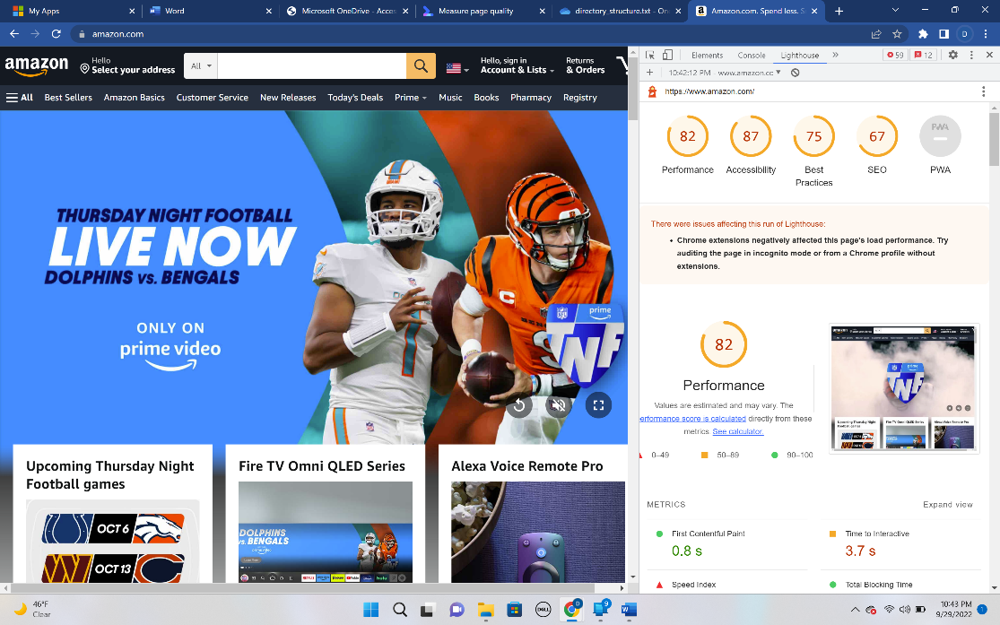 My Apps
Word
Microsoft OneDrive - Acces
Measure page quality
directory_structure.txt - On
Amazon.com. Spend less. S
amazon.com
D
amazon
Hello
Select your address
All
Hello, sign in
Account & Lists
Returns
& Orders
All
Best Sellers
Amazon Basics
Customer Service
New Releases
Today's Deals
Prime
Music
Books
Pharmacy
Registry
THURSDAY NIGHT FOOTBALL
LIVE NOW
DOLPHINS vs. BENGALS
ONLY ON
prime video
prime
NFL
TNF
Upcoming Thursday Night
Football games
OCT 6
OCT 13
Fire TV Omni QLED Series
DOLPHINS
vs. BENGALS
Alexa Voice Remote Pro
Elements
Console
Lighthouse
59
12
10:42:12 PM - www.amazon.cc
https://www.amazon.com/
82
87
75
67
PWA
Performance
Accessibility
Best
Practices
SEO
PWA
There were issues affecting this run of Lighthouse:
Chrome extensions negatively affected this page's load performance. Try
auditing the page in incognito mode or from a Chrome profile without
extensions.
82
Performance
Values are estimated and may vary. The
erformance score is calculated directly from these
metrics. See calculator.
0–49
50–89
90–100
METRICS
Expand view
First Contentful Paint
0.8 s
Time to Interactive
3.7 s
Speed Index
Total Blocking Time
46°F
Clear
DELL
D
9
10:43 PM
9/29/2022
1